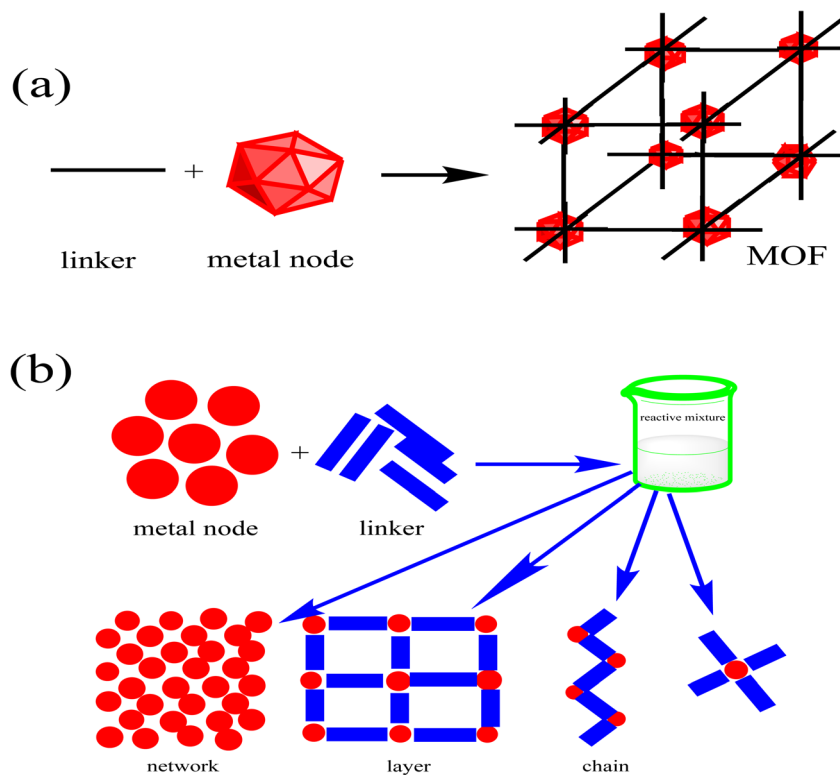 (a)
+
linker
metal node
MOF
(b)
reactive mixture
+
metal node
linker
network
layer
chain